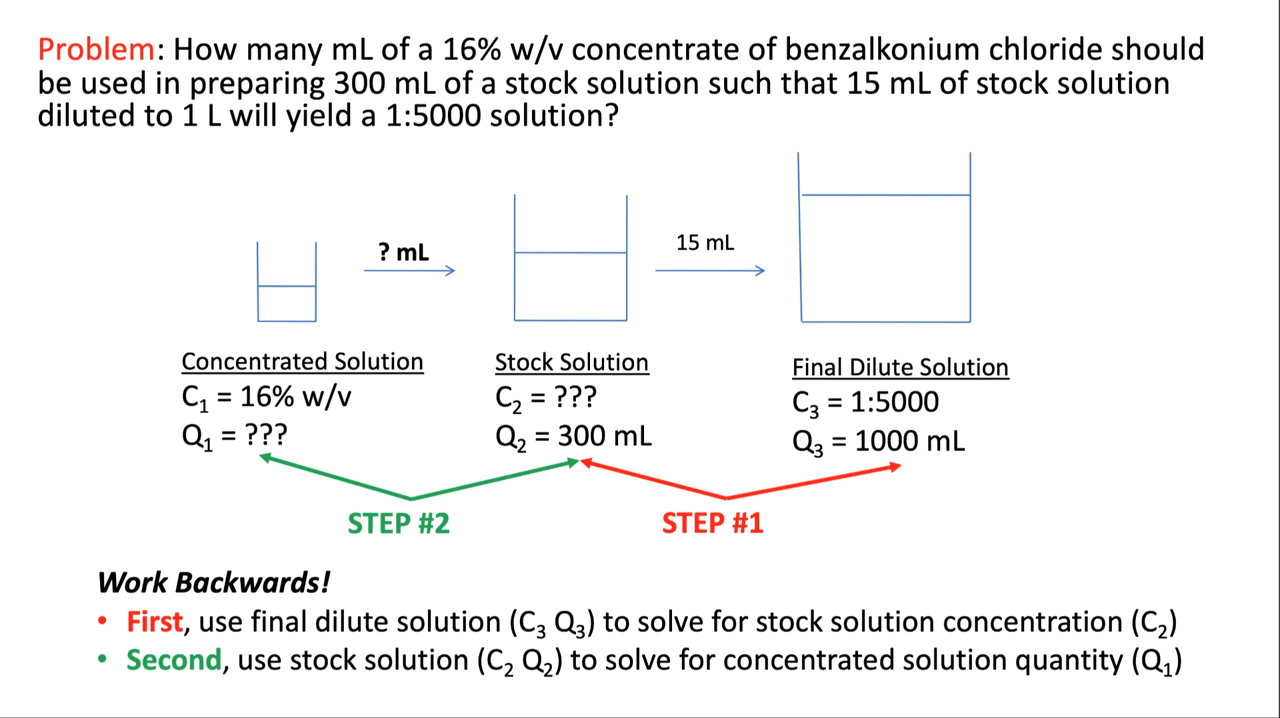 Problem: How many mL of a 16% w/v concentrate of benzalkonium chloride should
be used in preparing 300 mL of a stock solution such that 15 mL of stock solution
diluted to 1 L will yield a 1:5000 solution?
? mL
15 mL
Concentrated Solution
C₁ = 16% w/v
Q₁ = ???
Stock Solution
C₂ = ???
Q₂ = 300 mL
Final Dilute Solution
C₃ = 1:5000
Q₃ = 1000 mL
STEP #2
STEP #1
Work Backwards!
• First, use final dilute solution (C₃ Q₃) to solve for stock solution concentration (C₂)
• Second, use stock solution (C₂ Q₂) to solve for concentrated solution quantity (Q₁)